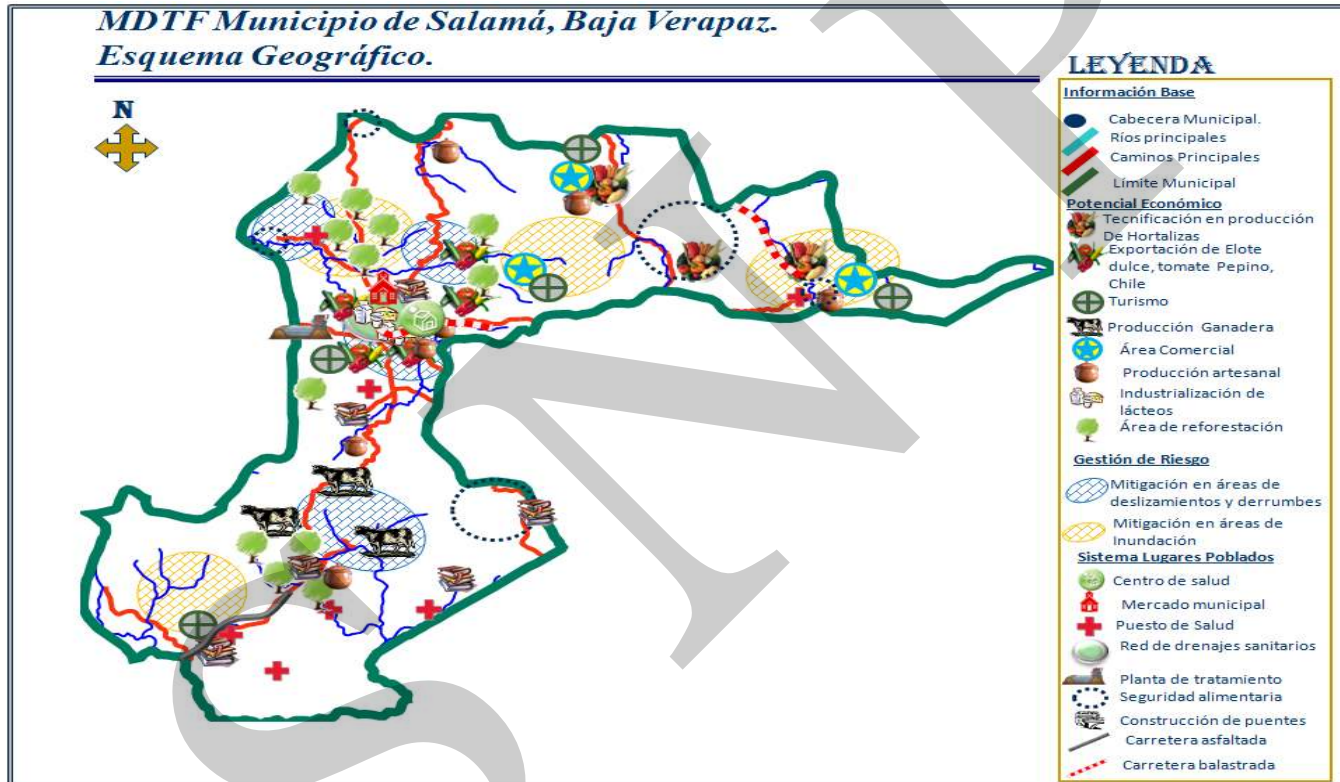 MDTF Municipio de Salamá, Baja Verapaz.
Esquema Geográfico.
N
LEYENDA
Información Base
Cabecera Municipal.
Ríos principales
Caminos Principales
Límite Municipal
Potencial Económico
Tecnificación en producción
De Hortalizas
Exportación de Elote
dulce, tomate Pepino,
Chile
Turismo
Producción Ganadera
Área Comercial
Producción artesanal
Industrialización de
lácteos
Área de reforestación
Gestión de Riesgo
Mitigación en áreas de
deslizamientos y derrumbes
Mitigación en áreas de
Inundación
Sistema Lugares Poblados
Centro de salud
Mercado municipal
Puesto de Salud
Red de drenajes sanitarios
Planta de tratamiento
Seguridad alimentaria
Construcción de puentes
Carretera asfaltada
Carretera balastrada